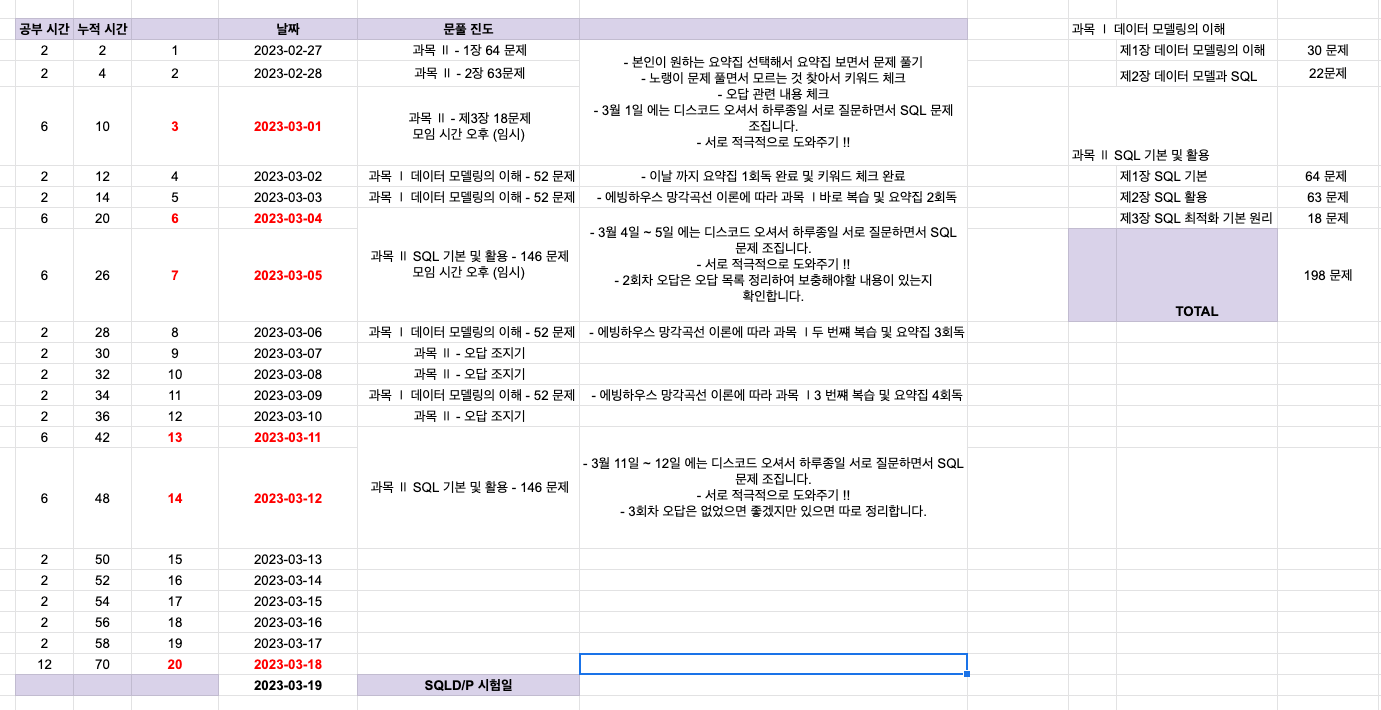 공부 시간 누적 시간 날짜 문풀 진도
2 2 1 2023-02-27 과목 Ⅱ - 1장 64 문제
2 4 2 2023-02-28 과목 Ⅱ - 2장 63문제
6 10 3 2023-03-01 과목 Ⅱ - 제3장 18문제
모임 시간 오후 (임시)
- 본인이 원하는 요약집 선택해서 요약집 보면서 문제 풀기
- 노랭이 문제 풀면서 모르는 것 찾아서 키워드 체크
- 오답 관련 내용 체크
- 3월 1일 에는 디스코드 오셔서 하루종일 서로 질문하면서 SQL 문제
조집니다.
- 서로 적극적으로 도와주기 !!
2 12 4 2023-03-02 과목 Ⅰ 데이터 모델링의 이해 - 52 문제 - 이날 까지 요약집 1회독 완료 및 키워드 체크 완료
2 14 5 2023-03-03 과목 Ⅰ 데이터 모델링의 이해 - 52 문제 - 에빙하우스 망각곡선 이론에 따라 과목 Ⅰ바로 복습 및 요약집 2회독
6 20 6 2023-03-04
6 26 7 2023-03-05
과목 Ⅱ SQL 기본 및 활용 - 146 문제
모임 시간 오후 (임시)
- 3월 4일 ~ 5일 에는 디스코드 오셔서 하루종일 서로 질문하면서 SQL
문제 조집니다.
- 서로 적극적으로 도와주기 !!
- 2회차 오답은 오답 목록 정리하여 보충해야할 내용이 있는지
확인합니다.
2 28 8 2023-03-06 과목 Ⅰ 데이터 모델링의 이해 - 52 문제 - 에빙하우스 망각곡선 이론에 따라 과목 Ⅰ두 번째 복습 및 요약집 3회독
2 30 9 2023-03-07 과목 Ⅱ - 오답 조지기
2 32 10 2023-03-08 과목 Ⅱ - 오답 조지기
2 34 11 2023-03-09 과목 Ⅰ 데이터 모델링의 이해 - 52 문제 - 에빙하우스 망각곡선 이론에 따라 과목 Ⅰ3 번째 복습 및 요약집 4회독
2 36 12 2023-03-10 과목 Ⅱ - 오답 조지기
6 42 13 2023-03-11
6 48 14 2023-03-12
과목 Ⅱ SQL 기본 및 활용 - 146 문제
- 3월 11일 ~ 12일 에는 디스코드 오셔서 하루종일 서로 질문하면서 SQL
문제 조집니다.
- 서로 적극적으로 도와주기 !!
- 3회차 오답은 없었으면 좋겠지만 있으면 따로 정리합니다.
2 50 15 2023-03-13
2 52 16 2023-03-14
2 54 17 2023-03-15
2 56 18 2023-03-16
2 58 19 2023-03-17
12 70 20 2023-03-18
2023-03-19 SQLD/P 시험일
과목 Ⅰ 데이터 모델링의 이해
제1장 데이터 모델링의 이해 30 문제
제2장 데이터 모델과 SQL 22문제
과목 Ⅱ SQL 기본 및 활용
제1장 SQL 기본 64 문제
제2장 SQL 활용 63 문제
제3장 SQL 최적화 기본 원리 18 문제
TOTAL 198 문제